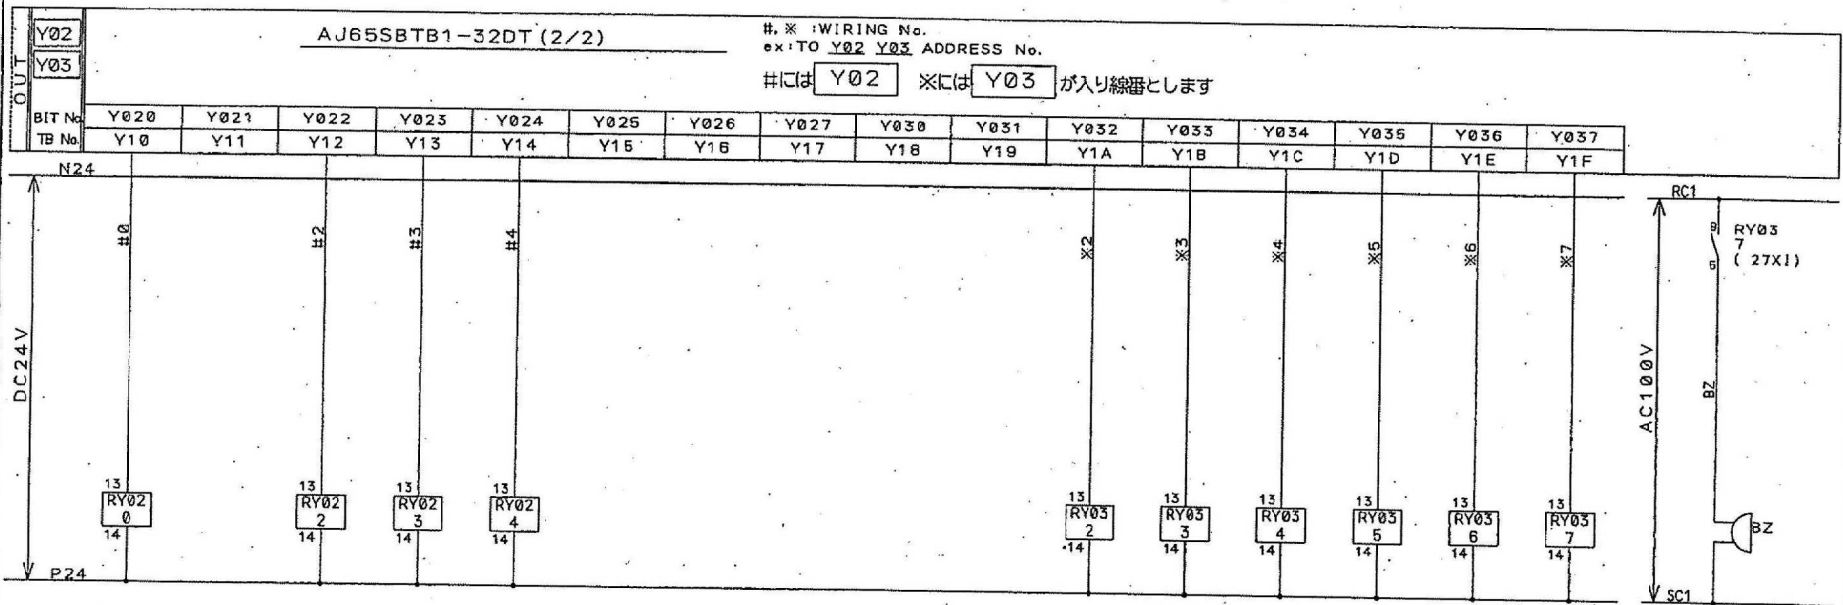 OUT
Y02
Y03
AJ65SBTB1-32DT (2/2)
#, ※ :WIRING No.
ex:TO Y02 Y03 ADDRESS No.
#には Y02 ※には Y03 が入り線番とします
BIT No Y020 Y021 Y022 Y023 Y024 Y025 Y026 Y027 Y030 Y031 Y032 Y033 Y034 Y035 Y036 Y037
TB No. Y10 Y11 Y12 Y13 Y14 Y15 Y16 Y17 Y18 Y19 Y1A Y1B Y1C Y1D Y1E Y1F
N24
RC1
#0 #2 #3 #4 ※2 ※3 ※4 ※5 ※6 ※7
9 RY03
7
5 ( 27X1)
DC24V
AC100V
BZ
13 13 13 13 13 13 13 13 13 13
RY02 RY02 RY02 RY02 RY03 RY03 RY03 RY03 RY03 RY03
0 2 3 4 2 3 4 5 6 7
14 14 14 14 14 14 14 14 14 14
BZ
P24
SC1